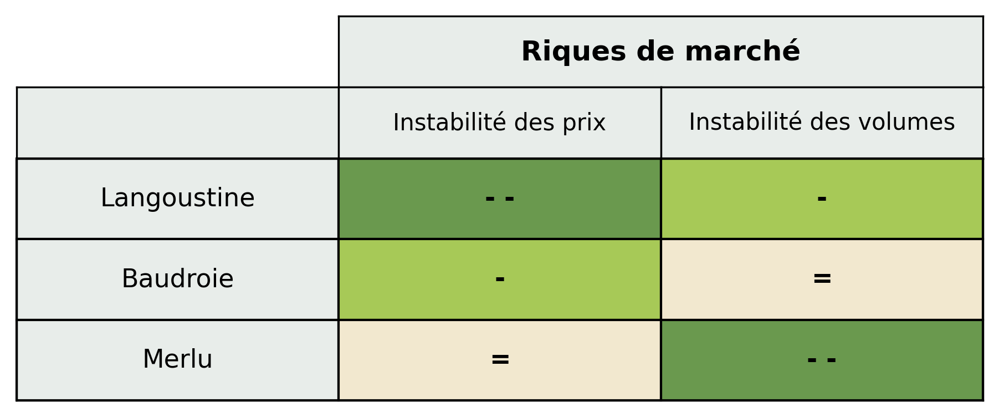 Riques de marché
Instabilité des prix Instabilité des volumes
Langoustine - - -
Baudroie - =
Merlu = - -